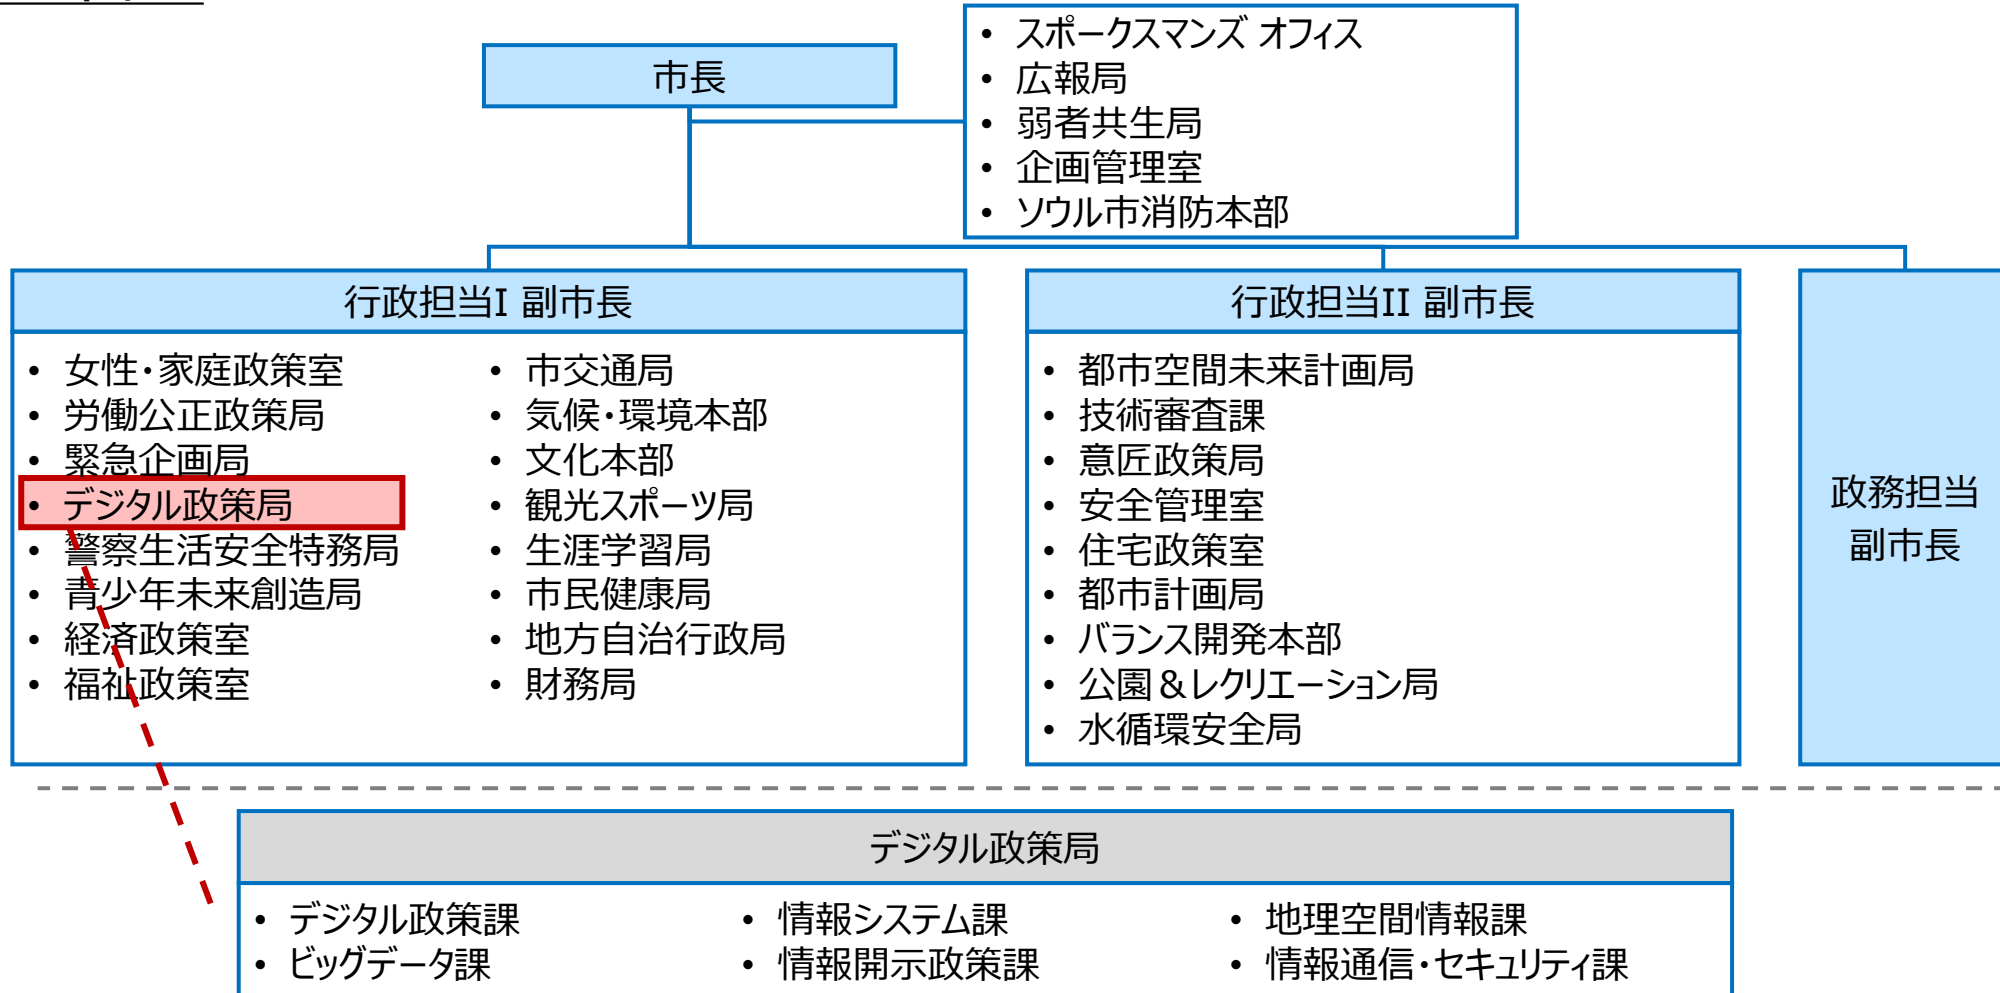 市長
• スポークスマンズ オフィス
• 広報局
• 弱者共生局
• 企画管理室
• ソウル市消防本部
行政担当I 副市長
• 女性・家庭政策室
• 労働公正政策局
• 緊急企画局
• デジタル政策局
• 警察生活安全特務局
• 青少年未来創造局
• 経済政策室
• 福祉政策室
• 市交通局
• 気候・環境本部
• 文化本部
• 観光スポーツ局
• 生涯学習局
• 市民健康局
• 地方自治行政局
• 財務局
行政担当II 副市長
• 都市空間未来計画局
• 技術審査課
• 意匠政策局
• 安全管理室
• 住宅政策室
• 都市計画局
• バランス開発本部
• 公園&レクリエーション局
• 水循環安全局
政務担当
副市長
デジタル政策局
• デジタル政策課
• ビッグデータ課
• 情報システム課
• 情報開示政策課
• 地理空間情報課
• 情報通信・セキュリティ課